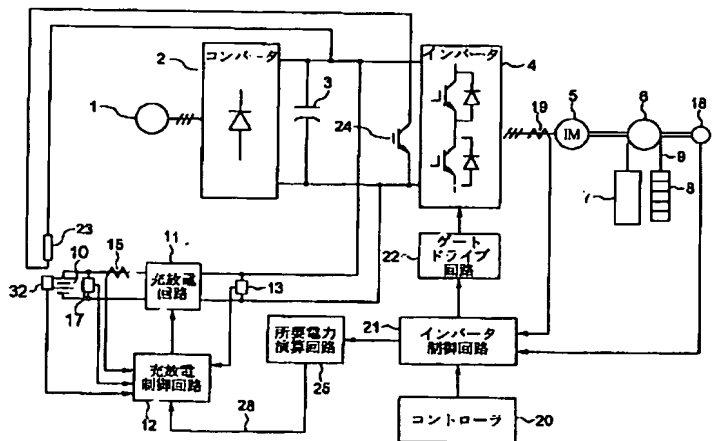 2
コンバータ
3
インバータ
4
1
24
19
5
IM
6
18
9
8
23
32
10
15
11
充放電
回路
13
17
22
ゲート
ドライブ
回路
21
インバータ
制御回路
所要電力
演算回路
25
充放電
制御回路
12
28
コントローラ
20